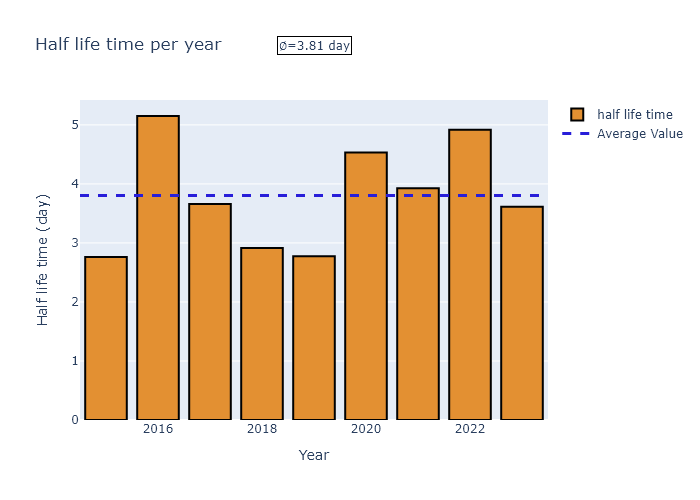 Half life time per year
∅=3.81 day
half life time
Average Value
Half life time (day)
5
4
3
2
1
0
2016 2018 2020 2022
Year